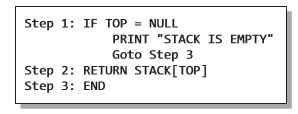 Step 1: IF TOP = NULL
PRINT "STACK IS EMPTY"
Goto Step 3
Step 2: RETURN STACK[TOP]
Step 3: END